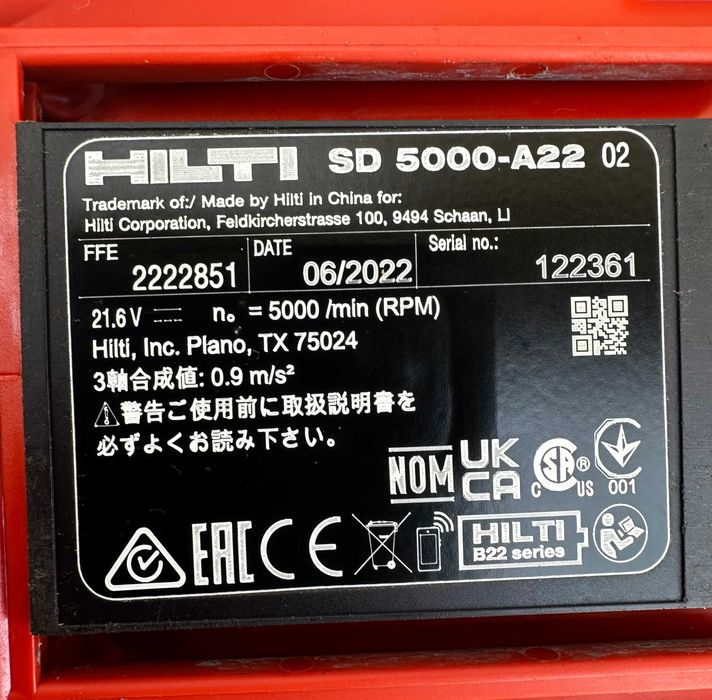 HILTI SD 5000-A22 02
Trademark of:/ Made by Hilti in China for:
Hilti Corporation, Feldkircherstrasse 100, 9494 Schaan, LI
FFE DATE Serial no.:
2222851 06/2022 122361
21.6 V n₀ = 5000 /min (RPM)
Hilti, Inc. Plano, TX 75024
3軸合成値: 0.9 m/s²
警告ご使用前に取扱説明書を
必ずよくお読み下さい。
NOM UK CA C SA® US 001
EAC CE HILTI
B22 series